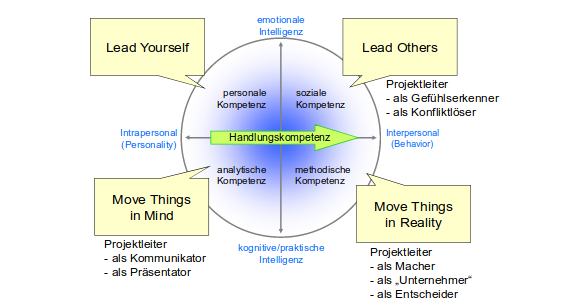 emotionale
Intelligenz
Lead Yourself
Lead Others
personale
Kompetenz
soziale
Kompetenz
Projektleiter
- als Gefühlserkenner
- als Konfliktlöser
Intrapersonal
(Personality)
Handlungskompetenz
Interpersonal
(Behavior)
analytische
Kompetenz
methodische
Kompetenz
Move Things
in Mind
Move Things
in Reality
Projektleiter
- als Kommunikator
- als Präsentator
kognitive/praktische
Intelligenz
Projektleiter
- als Macher
- als „Unternehmer“
- als Entscheider